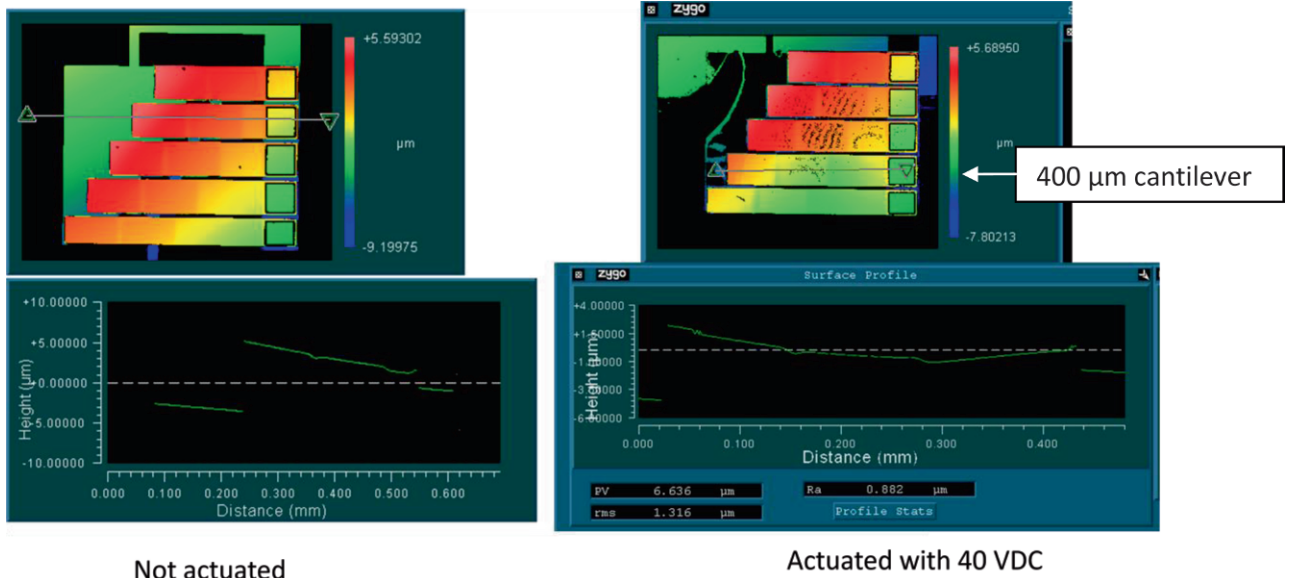 +5.59302
μm
-9.19975
zygo
S
+5.68950
μm
-7.80213
400 μm cantilever
+10.00000
+5.00000
+0.00000
-5.00000
-10.00000
Height (μm)
0.000 0.100 0.200 0.300 0.400 0.500 0.600
Distance (mm)
zygo Surface Profile
+4.00000
-1.00000
-3.00000
Height (μm)
0.000 0.100 0.200 0.300 0.400
Distance (mm)
PV 6.636 μm Ra 0.882 μm
rms 1.316 μm Profile Stats
Not actuated
Actuated with 40 VDC